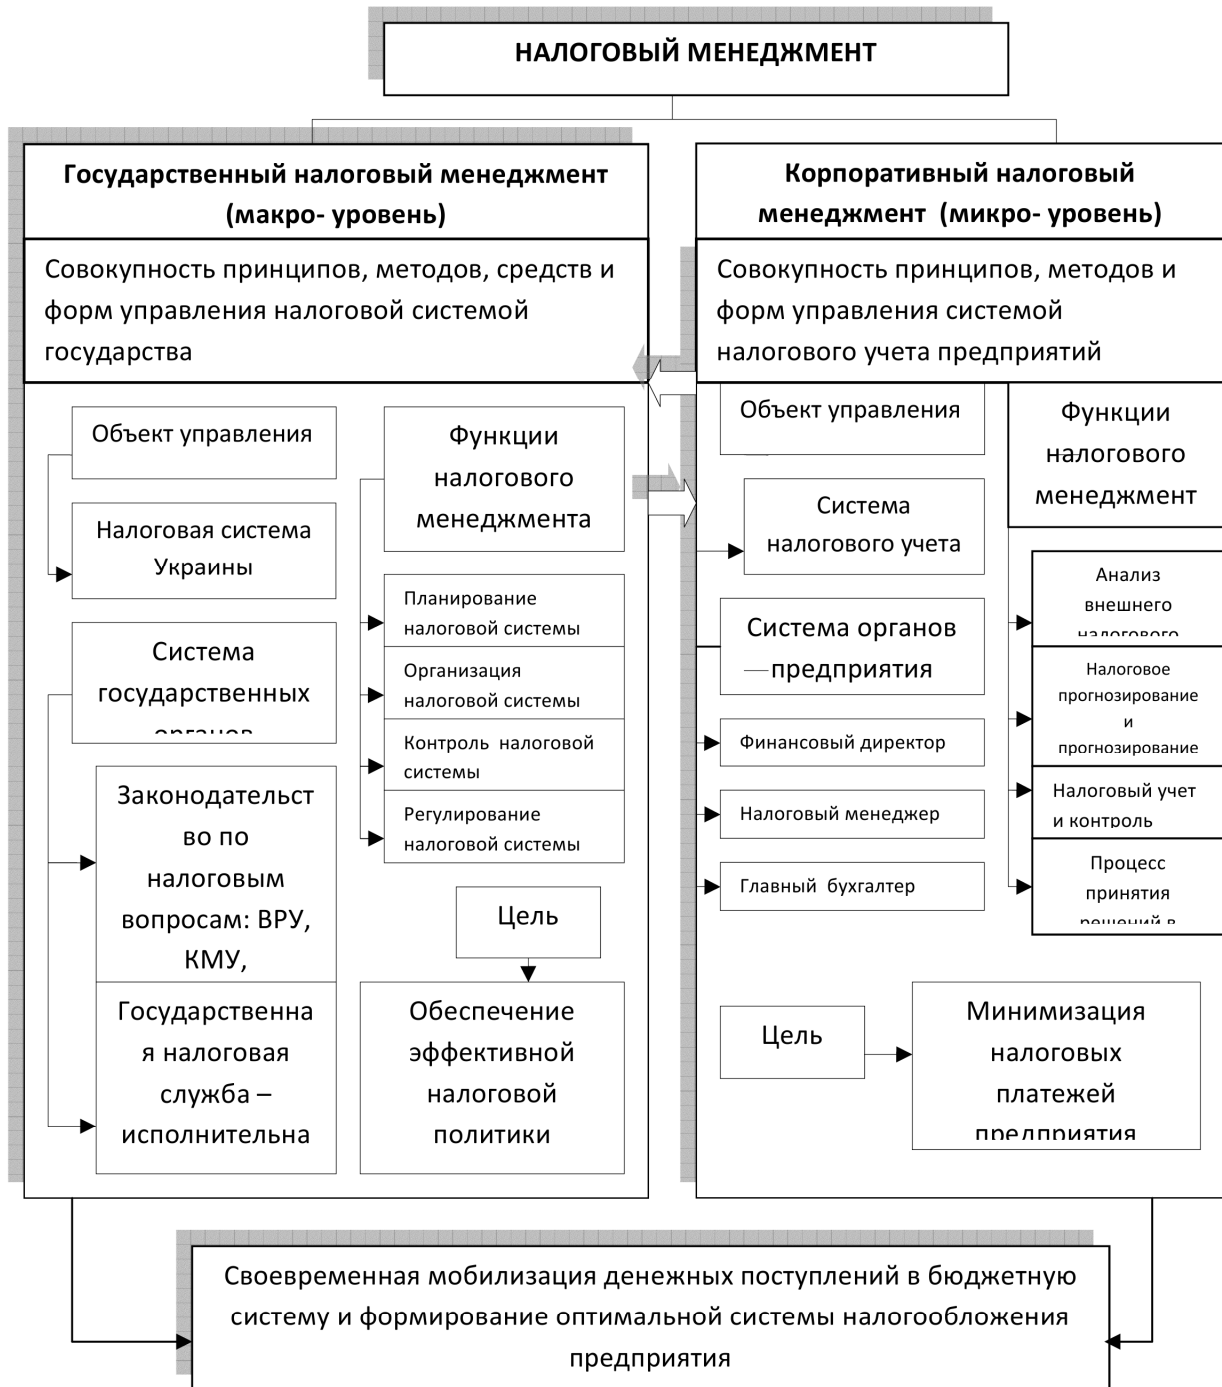 НАЛОГОВЫЙ МЕНЕДЖМЕНТ
Государственный налоговый менеджмент
(макро- уровень)
Совокупность принципов, методов, средств и
форм управления налоговой системой
государства
Объект управления
Налоговая система
Украины
Система
государственных
органов
Законодательст
во по
налоговым
вопросам: ВРУ,
КМУ,
Государственна
я налоговая
служба –
исполнительна
Функции
налогового
менеджмента
Планирование
налоговой системы
Организация
налоговой системы
Контроль налоговой
системы
Регулирование
налоговой системы
Цель
Обеспечение
эффективной
налоговой
политики
Корпоративный налоговый
менеджмент (микро- уровень)
Совокупность принципов, методов и
форм управления системой
налогового учета предприятий
Объект управления
Система
налогового учета
Система органов
предприятия
Финансовый директор
Налоговый менеджер
Главный бухгалтер
Функции
налогового
менеджмент
Анализ
внешнего
налогового
Налоговое
прогнозирование
и
прогнозирование
Налоговый учет
и контроль
Процесс
принятия
решений в
Цель
Минимизация
налоговых
платежей
предприятия
Своевременная мобилизация денежных поступлений в бюджетную
систему и формирование оптимальной системы налогообложения
предприятия